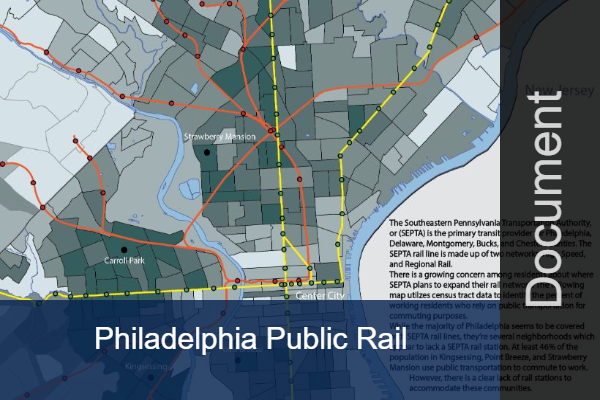 New Jersey
Strawberry Mansion
Document
The Southeastern Pennsylvania Transportation Authority,
or (SEPTA) is the primary transit provider for Philadelphia,
Delaware, Montgomery, Bucks, and Chester Counties. The
SEPTA rail line is made up of two networks: High Speed,
and Regional Rail.
Carroll Park
There is a growing concern among residents about where
SEPTA plans to expand their rail network. The following
map utilizes census tract data to identify the percent of
Center City
working residents who rely on public transportation for
commuting purposes.
While the majority of Philadelphia seems to be covered
SEPTA rail lines, they're several neighborhoods which
Philadelphia Public Rail
to lack a SEPTA rail station. At least 46% of the
population in Kingsessing, Point Breeze, and Strawberry
Kingsessing
Mansion use public transportation to commute to work.
However, there is a clear lack of rail stations to
accommodate these communities.